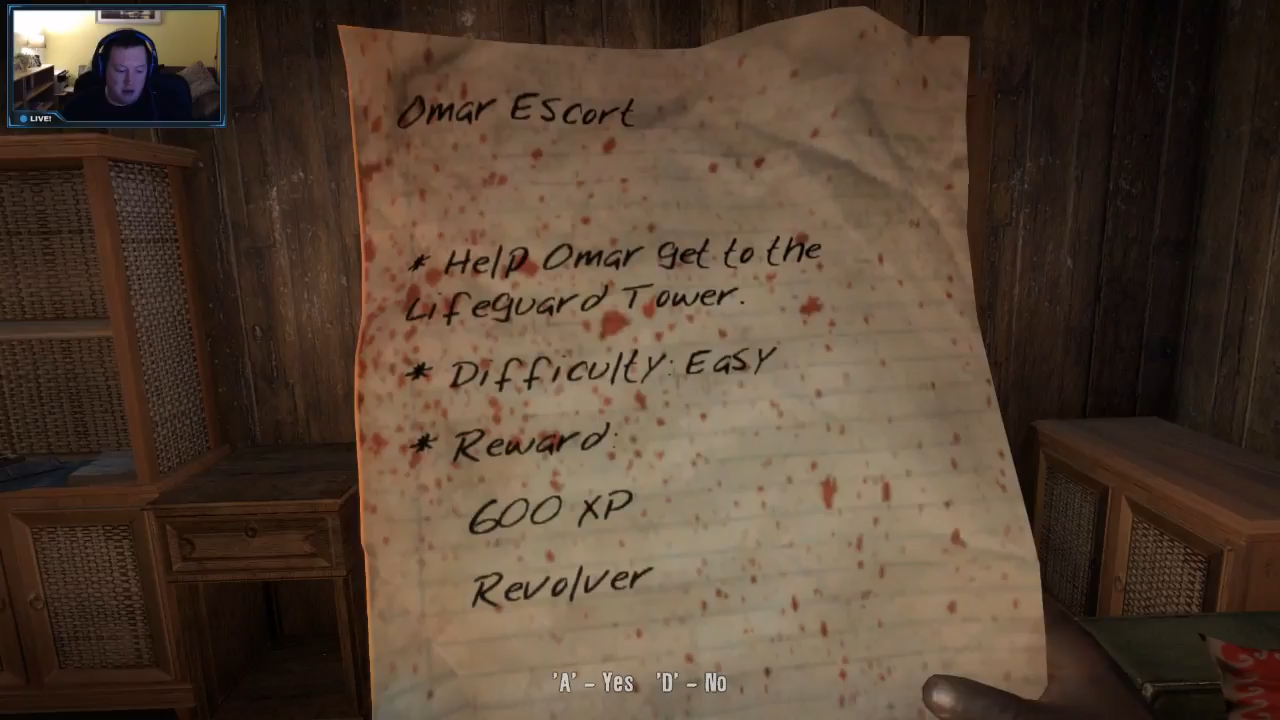 LIVE!
Omar Escort
* Help Omar get to the
Lifeguard Tower.
* Difficulty: Easy
* Reward:
600 XP
Revolver
'A' – Yes 'D' – No